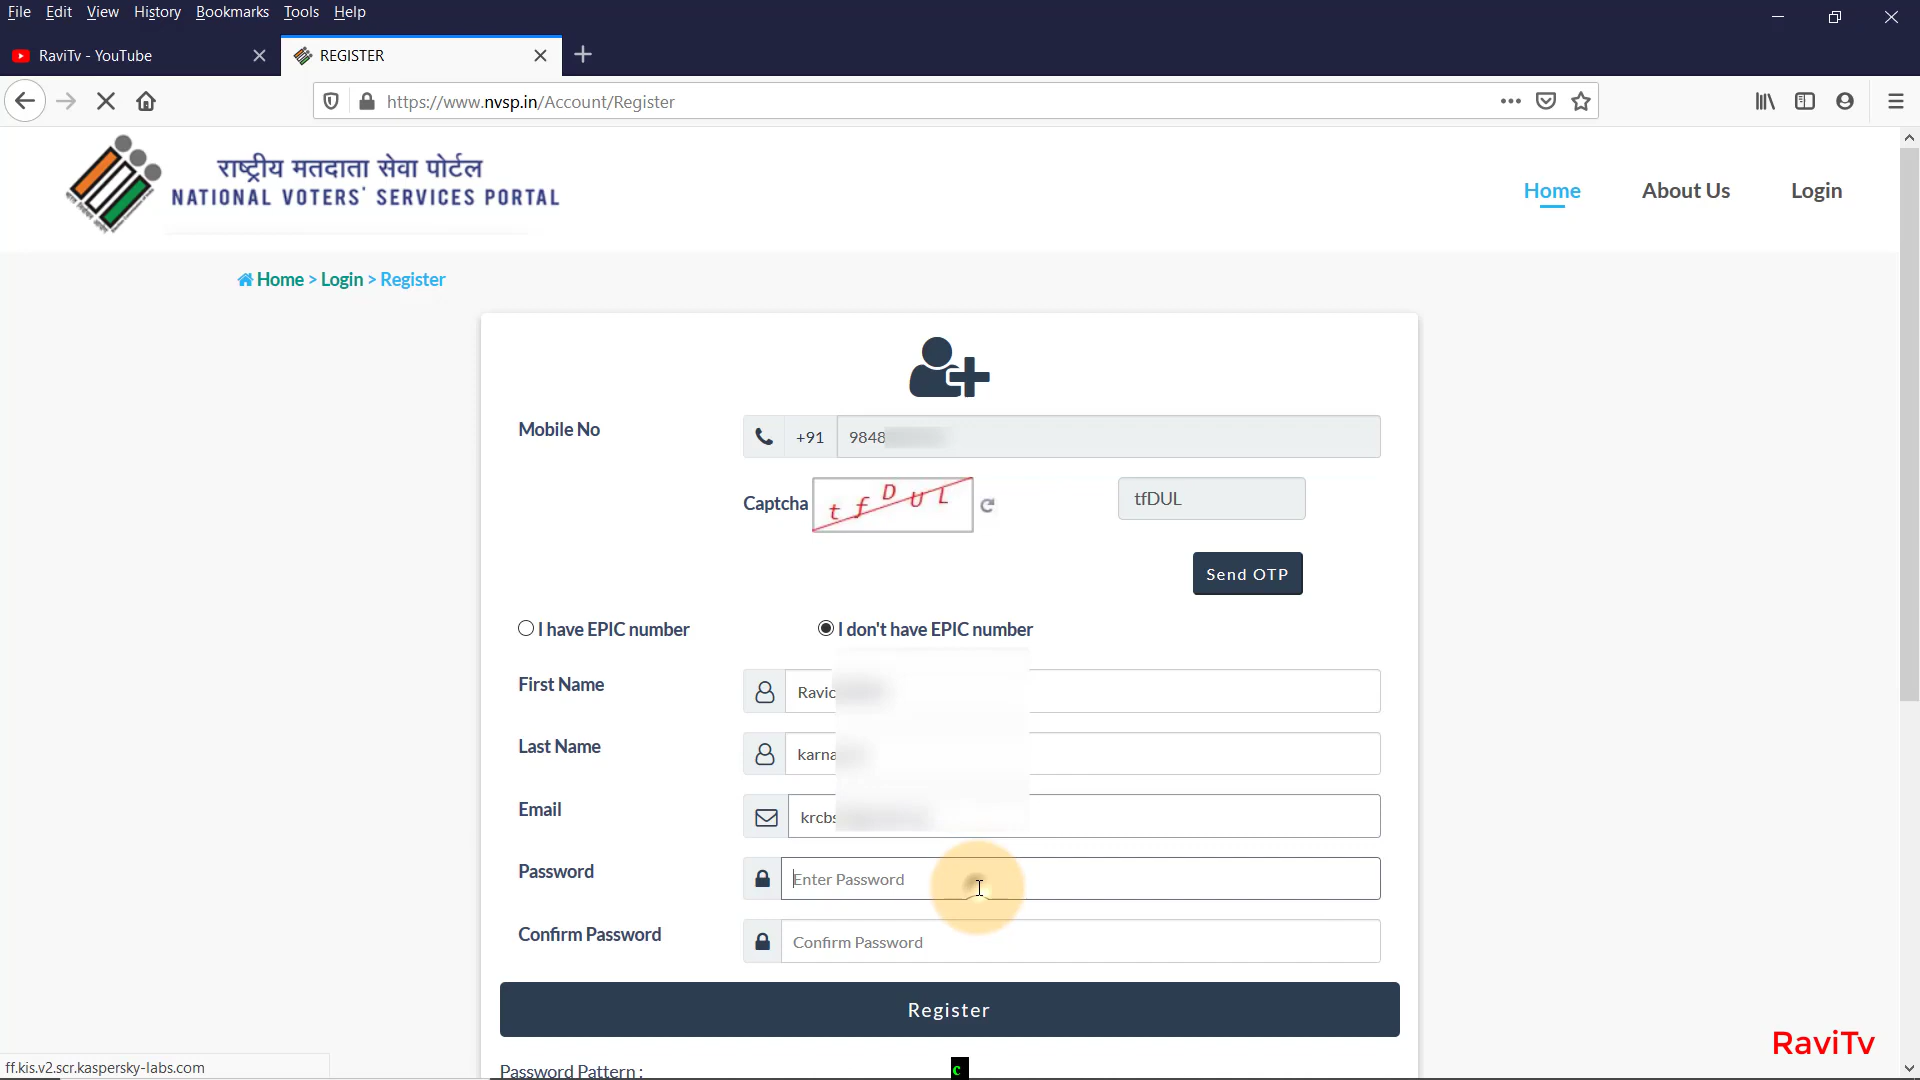 File Edit View History Bookmarks Tools Help
RaviTv - YouTube
REGISTER
https://www.nvsp.in/Account/Register
राष्ट्रीय मतदाता सेवा पोर्टल
NATIONAL VOTERS' SERVICES PORTAL
Home About Us Login
Home > Login > Register
Mobile No +91 9848
Captcha t f D U L tfDUL
Send OTP
I have EPIC number I don't have EPIC number
First Name Ravic
Last Name karna
Email krcbs
Password Enter Password
Confirm Password Confirm Password
Register
RaviTv
ff.kis.v2.scr.kaspersky-labs.com
Password Pattern :
c